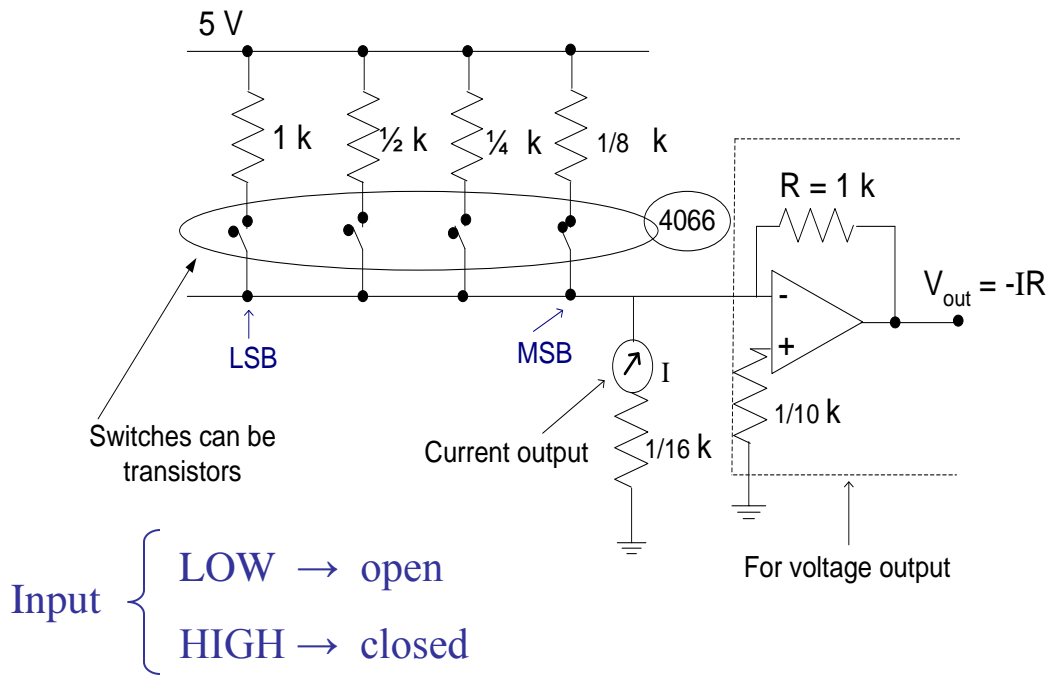 5 V
1 k
½ k
¼ k
1/8 k
R = 1 k
4066
V_out = -IR
-
+
LSB
MSB
I
1/10 k
Switches can be
transistors
Current output
1/16 k
For voltage output
Input
LOW → open
HIGH → closed